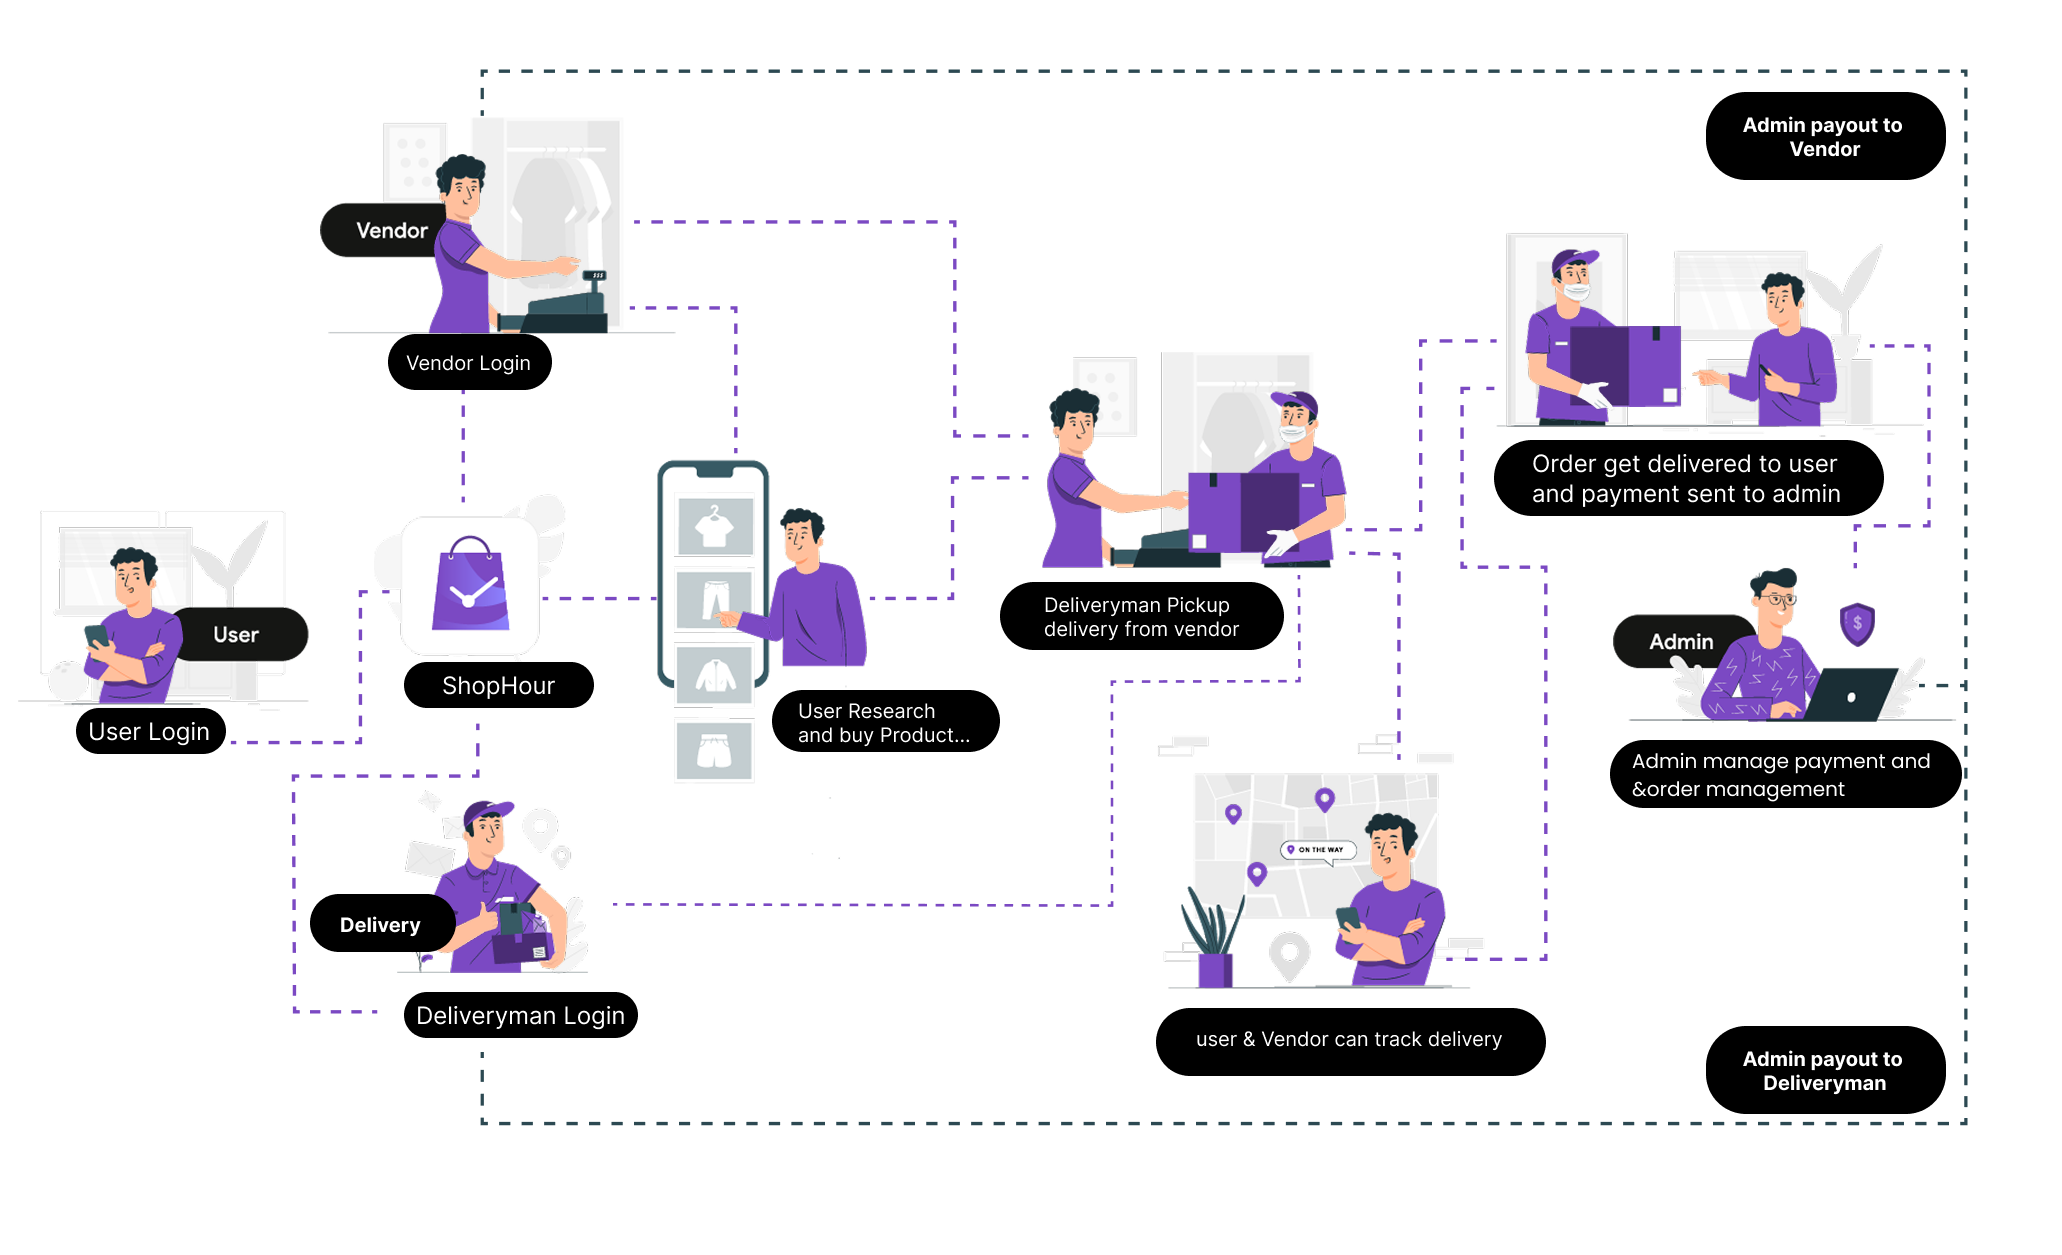 Admin payout to
Vendor
Vendor
Vendor Login
User
User Login
ShopHour
User Research
and buy Product...
Delivery
Deliveryman Login
Deliveryman Pickup
delivery from vendor
ON THE WAY
user & Vendor can track delivery
Order get delivered to user
and payment sent to admin
$
Admin
Admin manage payment and
&order management
Admin payout to
Deliveryman